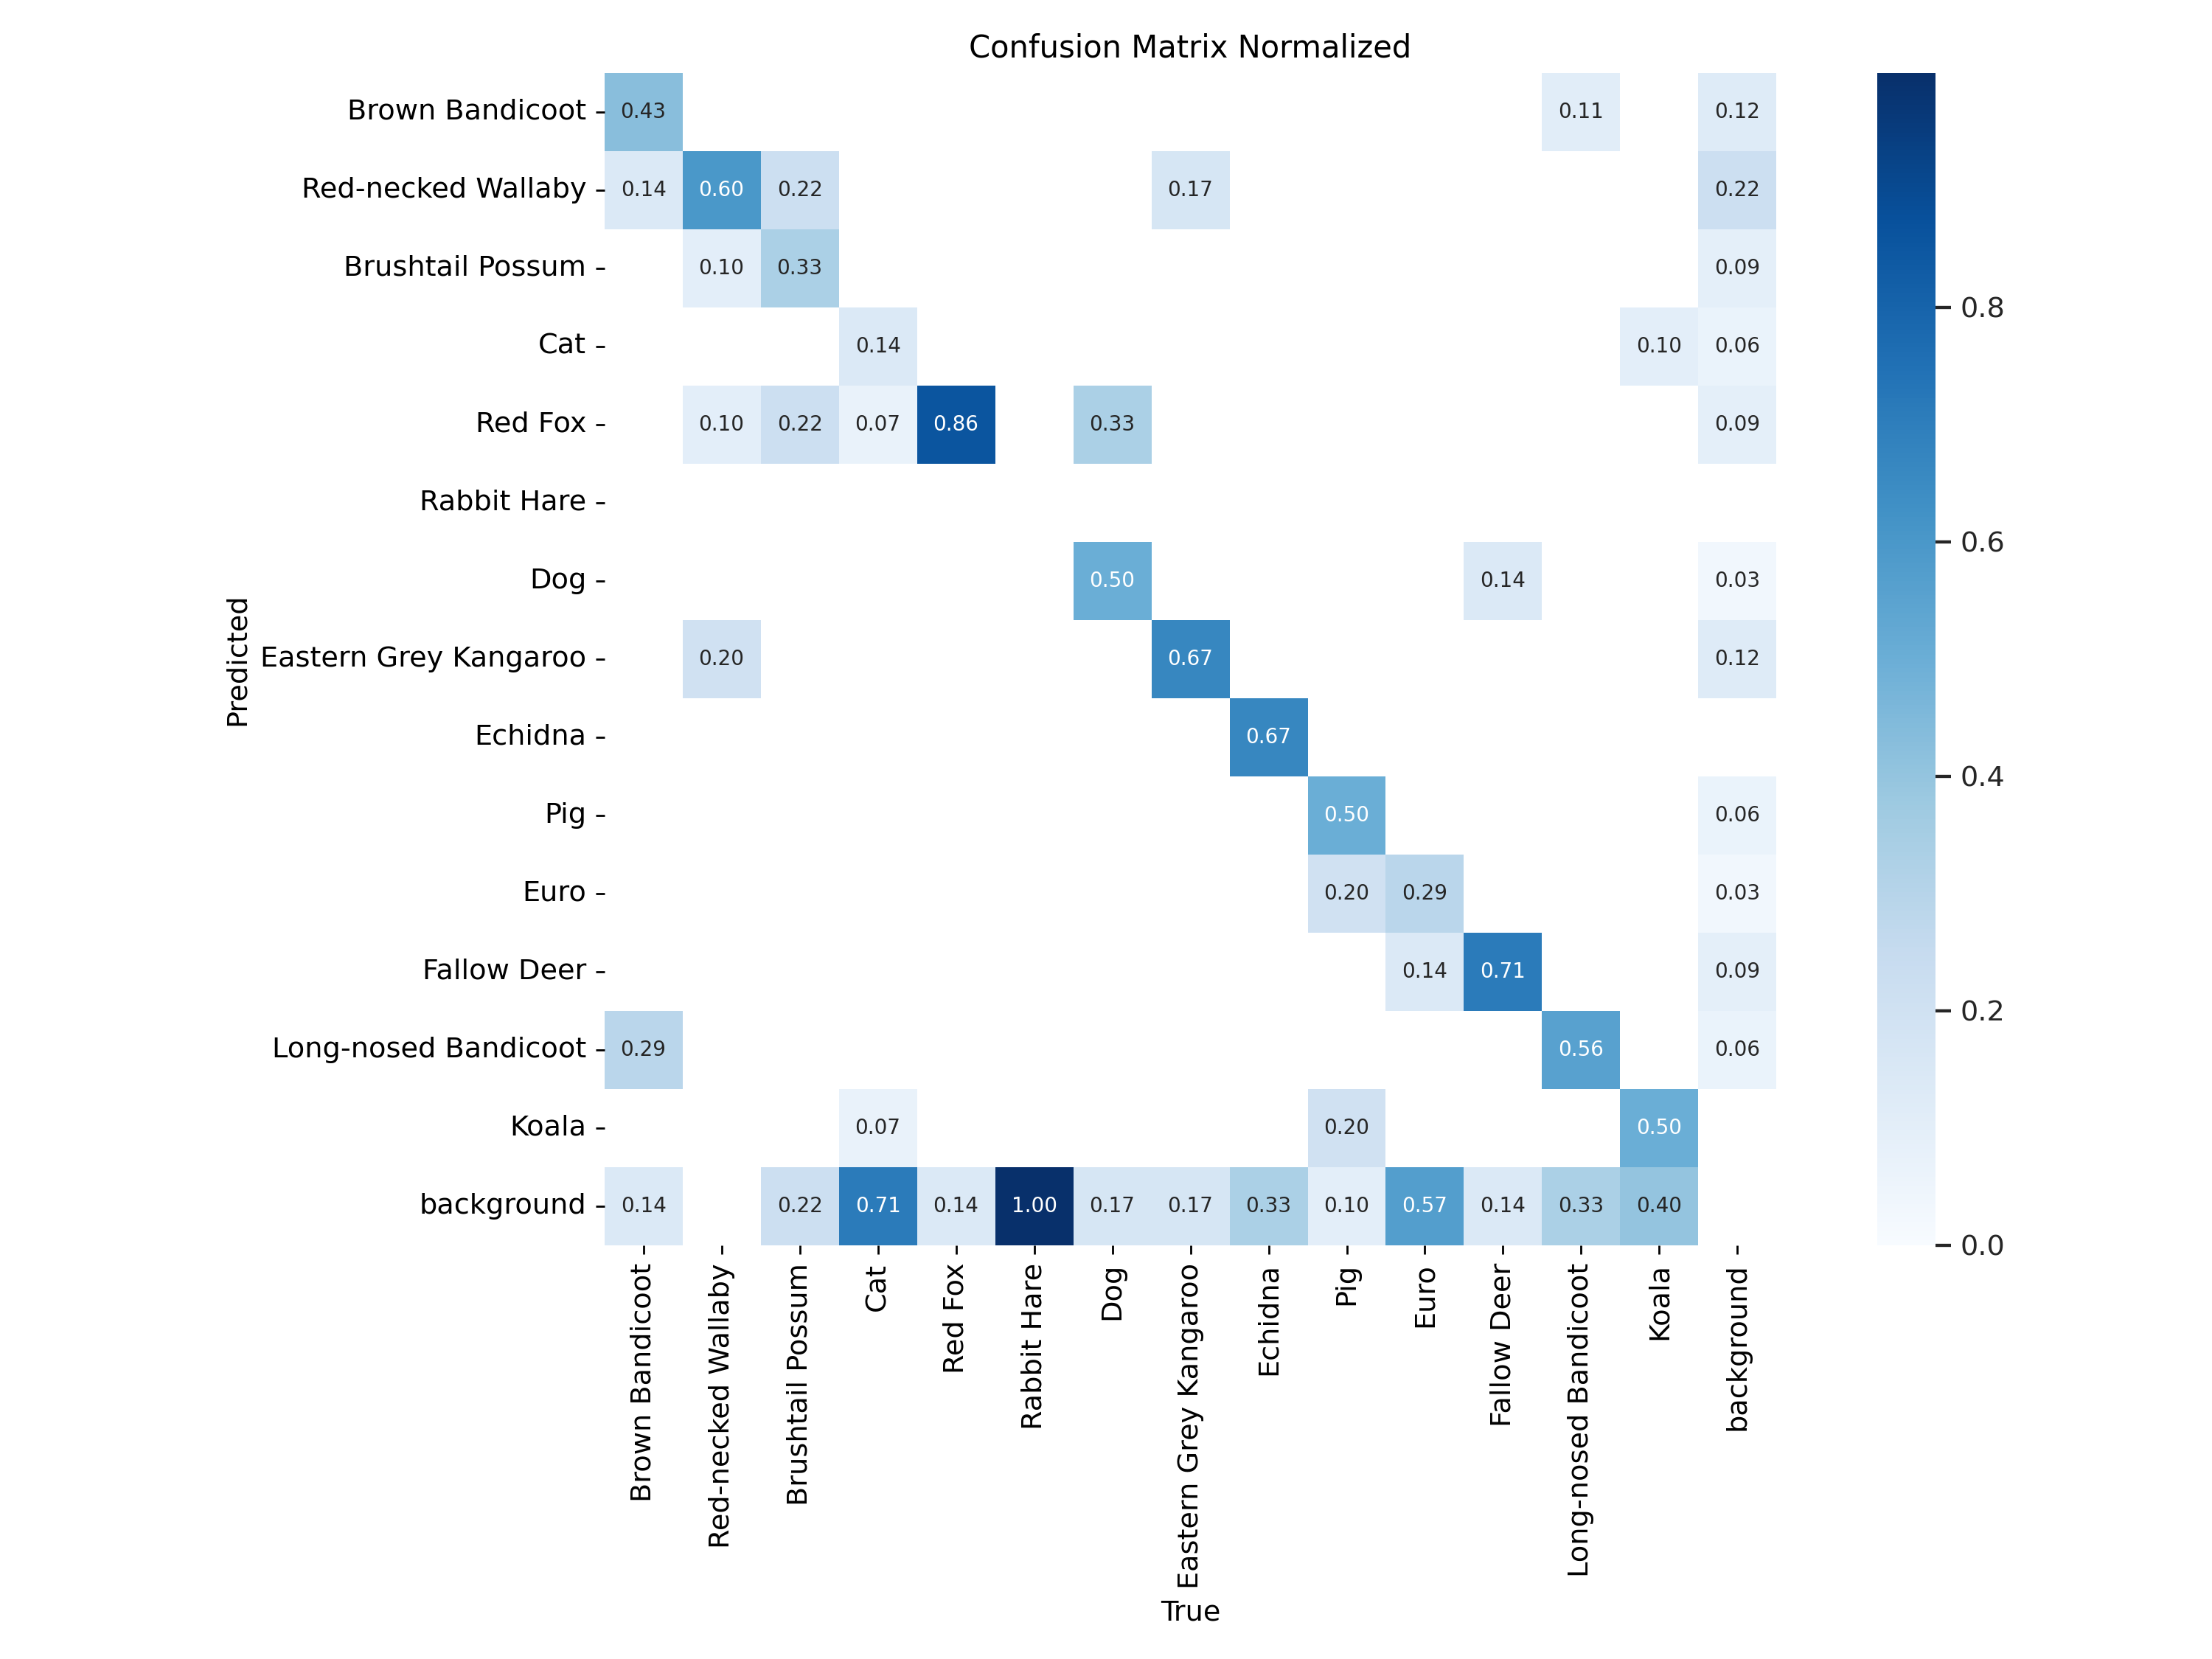 Confusion Matrix Normalized
Brown Bandicoot 0.43 0.11 0.12
Red-necked Wallaby 0.14 0.60 0.22 0.17 0.22
Brushtail Possum 0.10 0.33 0.09
Cat 0.14 0.10 0.06
Red Fox 0.10 0.22 0.07 0.86 0.33 0.09
Rabbit Hare
Dog 0.50 0.14 0.03
Eastern Grey Kangaroo 0.20 0.67 0.12
Echidna 0.67
Pig 0.50 0.06
Euro 0.20 0.29 0.03
Fallow Deer 0.14 0.71 0.09
Long-nosed Bandicoot 0.29 0.56 0.06
Koala 0.07 0.20 0.50
background 0.14 0.22 0.71 0.14 1.00 0.17 0.17 0.33 0.10 0.57 0.14 0.33 0.40
Predicted
Brown Bandicoot
Red-necked Wallaby
Brushtail Possum
Cat
Red Fox
Rabbit Hare
Dog
Eastern Grey Kangaroo
Echidna
Pig
Euro
Fallow Deer
Long-nosed Bandicoot
Koala
background
True
0.8
0.6
0.4
0.2
0.0